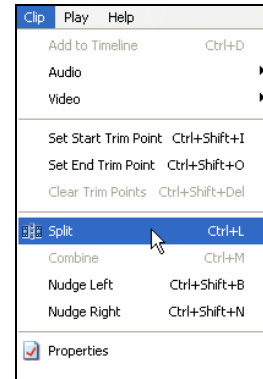 Clip Play Help
Add to Timeline Ctrl+D
Audio
Video
Set Start Trim Point Ctrl+Shift+I
Set End Trim Point Ctrl+Shift+O
Clear Trim Points Ctrl+Shift+Del
Split Ctrl+L
Combine Ctrl+M
Nudge Left Ctrl+Shift+B
Nudge Right Ctrl+Shift+N
Properties